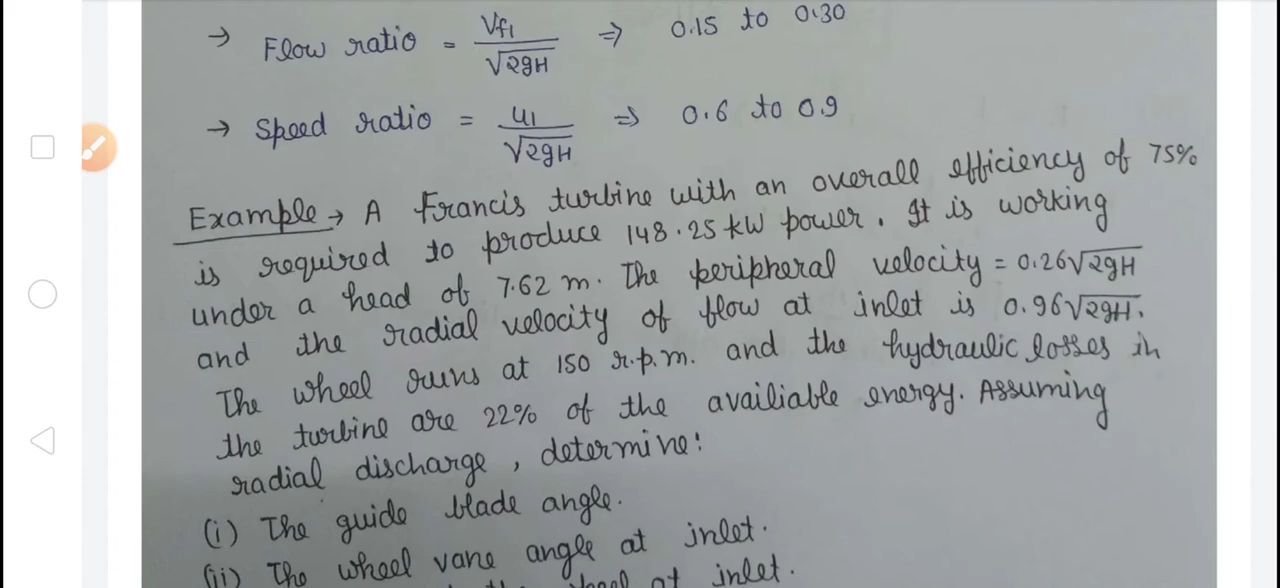 → Flow ratio = Vf1/√2gH ⇒ 0.15 to 0.30
→ Speed ratio = u1/√2gH ⇒ 0.6 to 0.9
Example → A Francis turbine with an overall efficiency of 75%
is required to produce 148.25 kW power. It is working
under a head of 7.62 m. The peripheral velocity = 0.26√2gH
and the radial velocity of flow at inlet is 0.96√2gH.
The wheel runs at 150 r.p.m. and the hydraulic losses in
the turbine are 22% of the availiable energy. Assuming
radial discharge, determine:
(i) The guide blade angle.
(ii) The wheel vane angle at inlet.
at inlet.